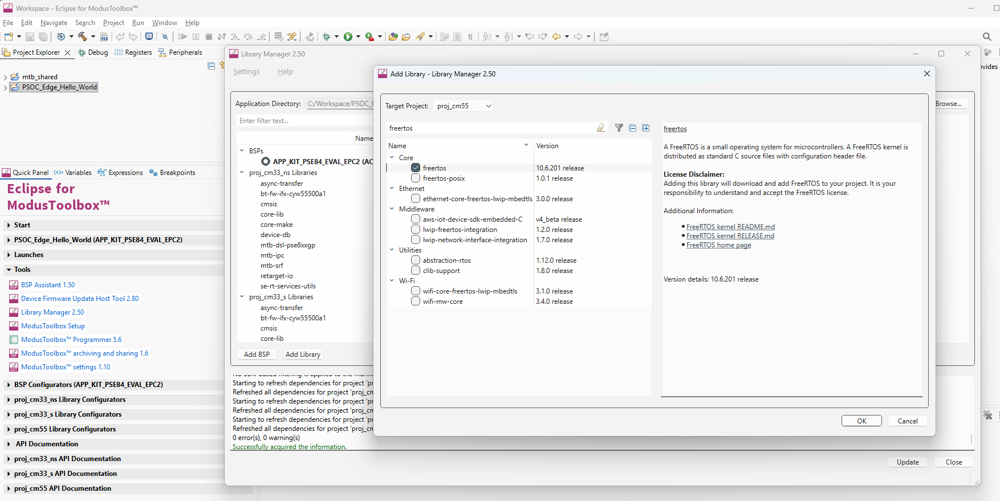 Workspace - Eclipse for ModusToolbox™
File Edit Navigate Search Project Run Window Help
Project Explorer Debug Registers Peripherals
mtb_shared
PSOC_Edge_Hello_World
Quick Panel (x)= Variables Expressions Breakpoints
Eclipse for
ModusToolbox™
Start
PSOC_Edge_Hello_World (APP_KIT_PSE84_EVAL_EPC2)
Launches
Tools
BSP Assistant 1.50
Device Firmware Update Host Tool 2.80
Library Manager 2.50
ModusToolbox Setup
ModusToolbox™ Programmer 5.6
ModusToolbox™ archiving and sharing 1.6
ModusToolbox™ settings 1.10
BSP Configurators (APP_KIT_PSE84_EVAL_EPC2)
proj_cm33_ns Library Configurators
proj_cm33_s Library Configurators
proj_cm55 Library Configurators
API Documentation
proj_cm33_ns API Documentation
proj_cm33_s API Documentation
proj_cm55 API Documentation
Library Manager 2.50
Settings Help
Application Directory: C:/Workspace/PSOC_E
Browse...
Enter filter text...
Name
BSPs
APP_KIT_PSE84_EVAL_EPC2 (AC
proj_cm33_ns Libraries
async-transfer
bt-fw-ifx-cyw55500a1
cmsis
core-lib
core-make
device-db
mtb-dsl-pse8xxgp
mtb-ipc
mtb-srf
retarget-io
se-rt-services-utils
proj_cm33_s Libraries
async-transfer
bt-fw-ifx-cyw55500a1
cmsis
core-lib
Add BSP Add Library
Starting to refresh dependencies for project 'pr
Refreshed all dependencies for project 'proj_cm
Starting to refresh dependencies for project 'pr
Refreshed all dependencies for project 'proj_cm
Starting to refresh dependencies for project 'pr
Refreshed all dependencies for project 'proj_cm
0 error(s), 0 warning(s)
Successfully acquired the information.
Update Close
Add Library - Library Manager 2.50
Target Project: proj_cm55
freertos
Name Version
Core
freertos 10.6.201 release
freertos-posix 1.0.1 release
Ethernet
ethernet-core-freertos-lwip-mbedtls 3.0.0 release
Middleware
aws-iot-device-sdk-embedded-C v4_beta release
lwip-freertos-integration 1.2.0 release
lwip-network-interface-integration 1.7.0 release
Utilities
abstraction-rtos 1.12.0 release
clib-support 1.8.0 release
Wi-Fi
wifi-core-freertos-lwip-mbedtls 3.1.0 release
wifi-mw-core 3.4.0 release
freertos
A FreeRTOS is a small operating system for microcontrollers. A FreeRTOS kernel is
distributed as standard C source files with configuration header file.
License Disclaimer:
Adding this library will download and add FreeRTOS to your project. It is your
responsibility to understand and accept the FreeRTOS license.
Additional Information:
• FreeRTOS kernel README.md
• FreeRTOS kernel RELEASE.md
• FreeRTOS home page
Version details: 10.6.201 release
OK Cancel